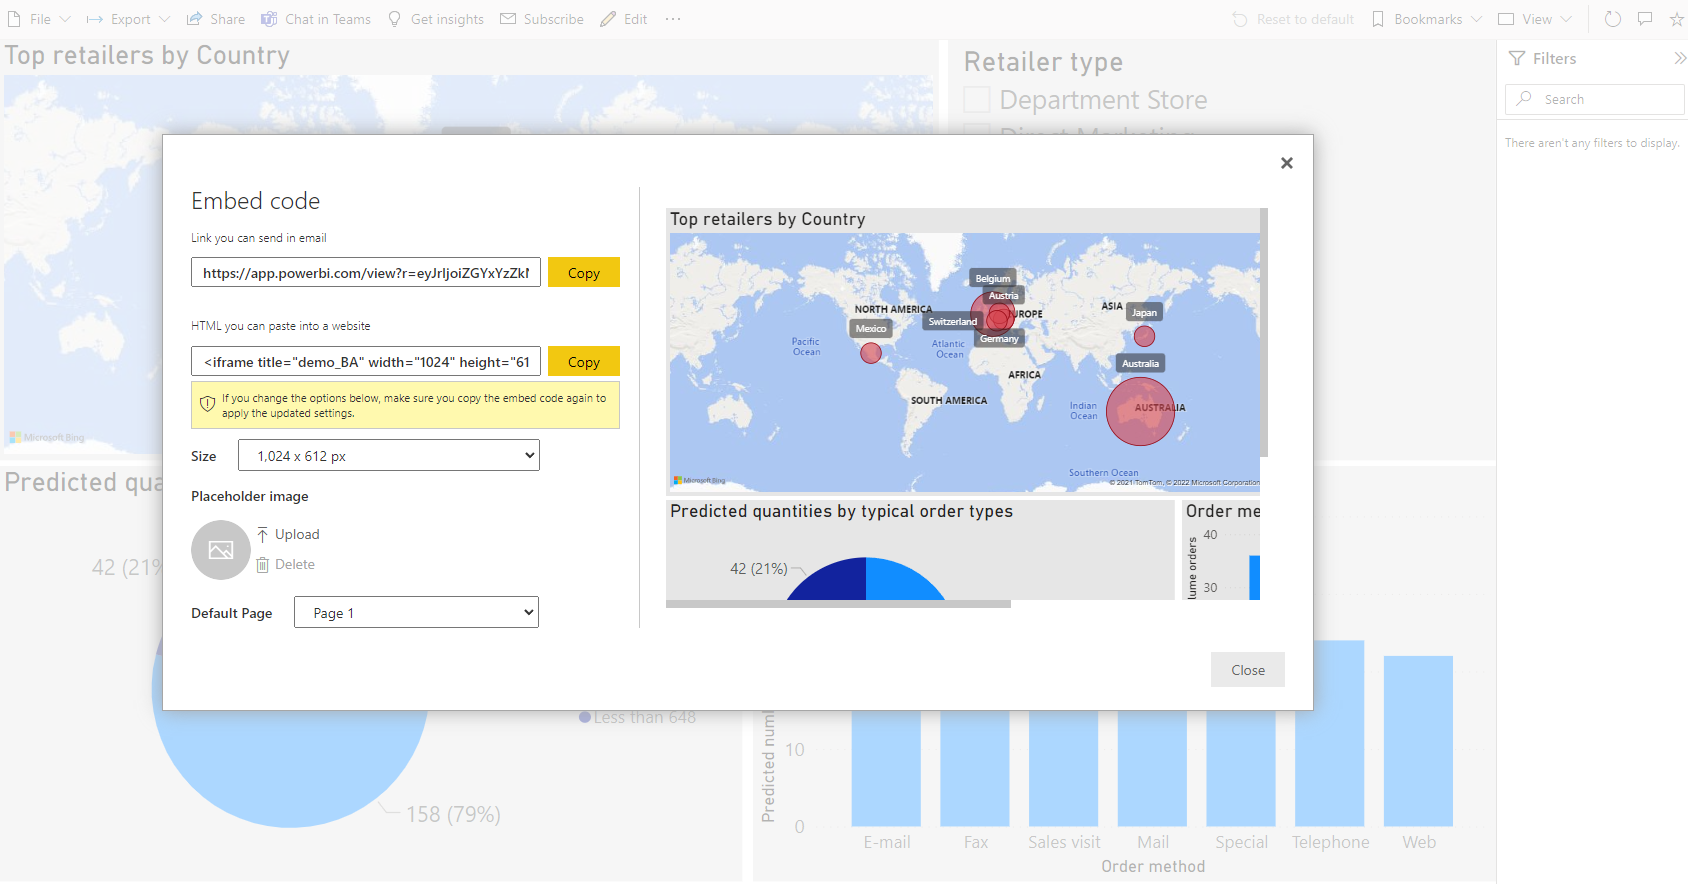 File
Export
Share
Chat in Teams
Get insights
Subscribe
Edit
Reset to default
Bookmarks
View
Top retailers by Country
Retailer type
Department Store
Direct Marketing
Filters
Search
There aren't any filters to display.
Microsoft Bing
Embed code
Link you can send in email
https://app.powerbi.com/view?r=eyJrIjoiZGYxYzZkN
Copy
HTML you can paste into a website
<iframe title="demo_BA" width="1024" height="61
Copy
If you change the options below, make sure you copy the embed code again to
apply the updated settings.
Size
1,024 x 612 px
Placeholder image
Upload
Delete
Default Page
Page 1
Top retailers by Country
Belgium
Austria
NORTH AMERICA
ASIA
Japan
Switzerland
UROPE
Mexico
Germany
Pacific
Ocean
Atlantic
Ocean
Australia
AFRICA
SOUTH AMERICA
Indian
Ocean
AUSTRALIA
Southern Ocean
Microsoft Bing
© 2021 TomTom, © 2022 Microsoft Corporation
Predicted quantities by typical order types
42 (21%)
Order me
40
30
lume orders
Close
Predicted qua
42 (21%
158 (79%)
Less than 648
Predicted num
10
0
E-mail
Fax
Sales visit
Mail
Special
Telephone
Web
Order method